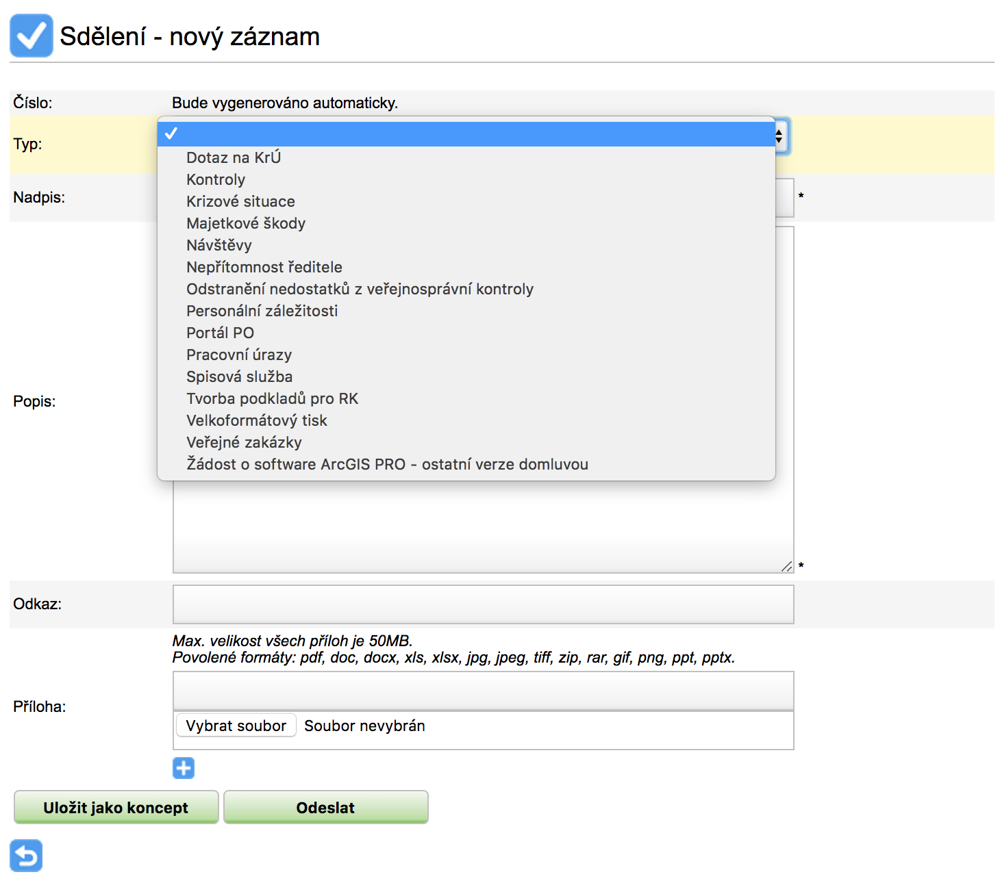 Sdělení - nový záznam
Číslo:
Bude vygenerováno automaticky.
Typ:
Dotaz na KrÚ
Kontroly
Krizové situace
Majetkové škody
Návštěvy
Nepřítomnost ředitele
Odstranění nedostatků z veřejnosprávní kontroly
Personální záležitosti
Portál PO
Pracovní úrazy
Spisová služba
Tvorba podkladů pro RK
Velkoformátový tisk
Veřejné zakázky
Žádost o software ArcGIS PRO - ostatní verze domluvou
Nadpis:
*
Popis:
*
Odkaz:
Max. velikost všech příloh je 50MB.
Povolené formáty: pdf, doc, docx, xls, xlsx, jpg, jpeg, tiff, zip, rar, gif, png, ppt, pptx.
Příloha:
Vybrat soubor Soubor nevybrán
Uložit jako koncept
Odeslat